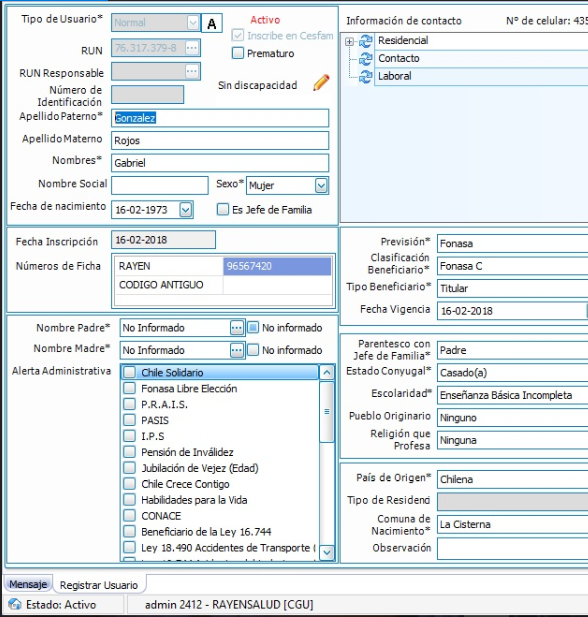 Tipo de Usuario* Normal A Activo
Inscribe en Cesfam
RUN 76.317.379-8 ... Prematuro
RUN Responsable ...
Número de Identificación
Sin discapacidad
Apellido Paterno* Gonzalez
Apellido Materno Rojos
Nombres* Gabriel
Nombre Social Sexo* Mujer
Fecha de nacimiento 16-02-1973 Es Jefe de Familia
Fecha Inscripción 16-02-2018
Números de Ficha RAYEN 96567420
CODIGO ANTIGUO
Nombre Padre* No Informado ... No informado
Nombre Madre* No Informado ... No informado
Alerta Administrativa Chile Solidario
Fonasa Libre Elección
P.R.A.I.S.
PASIS
I.P.S
Pensión de Inválidez
Jubilación de Vejez (Edad)
Chile Crece Contigo
Habilidades para la Vida
CONACE
Beneficiario de la Ley 16.744
Ley 18.490 Accidentes de Transporte (
Información de contacto N° de celular: 435
Residencial
Contacto
Laboral
Previsión* Fonasa
Clasificación
Beneficiario* Fonasa C
Tipo Beneficiario* Titular
Fecha Vigencia 16-02-2018
Parentesco con
Jefe de Familia* Padre
Estado Conyugal* Casado(a)
Escolaridad* Enseñanza Básica Incompleta
Pueblo Originario Ninguno
Religión que
Profesa Ninguna
País de Origen* Chilena
Tipo de Residenci
Comuna de
Nacimiento* La Cisterna
Observación
Mensaje Registrar Usuario
Estado: Activo admin 2412 - RAYENSALUD [CGU]